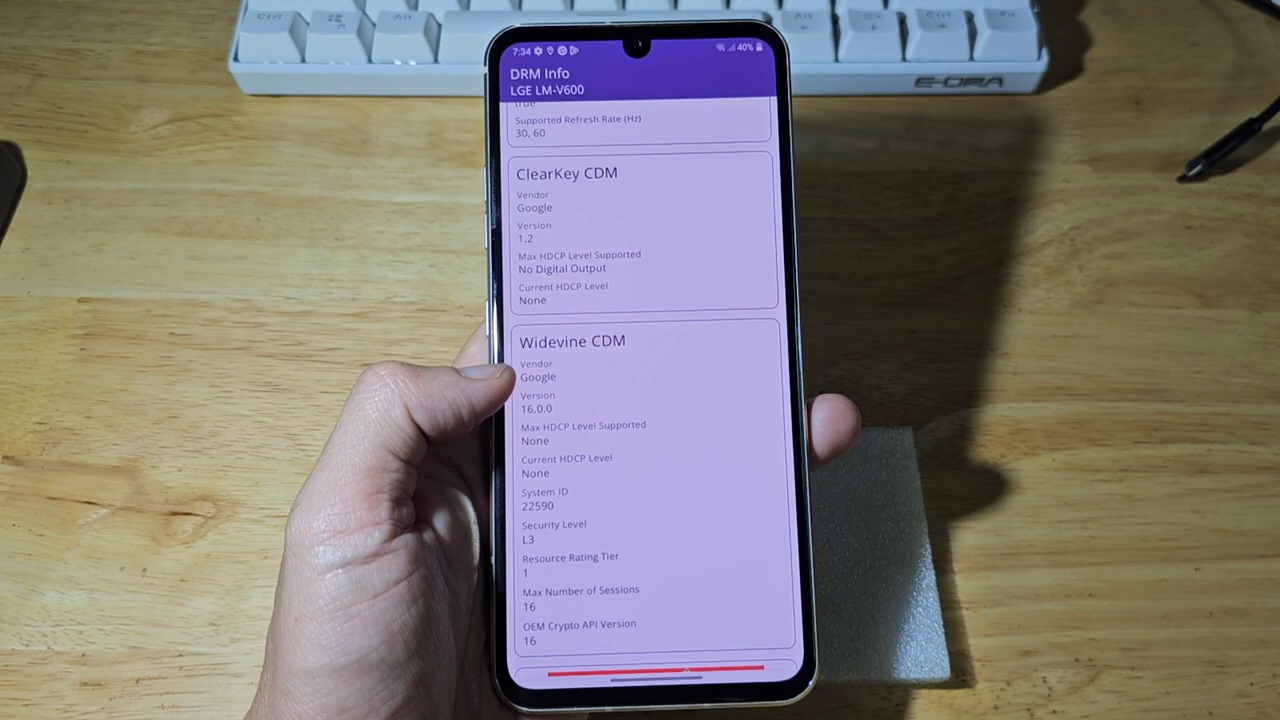 Ctrl
Alt
Alt
Ctrl
Fn
E-DRA
7:34
40%
DRM Info
LGE LM-V600
true
Supported Refresh Rate (Hz)
30, 60
ClearKey CDM
Vendor
Google
Version
1.2
Max HDCP Level Supported
No Digital Output
Current HDCP Level
None
Widevine CDM
Vendor
Google
Version
16.0.0
Max HDCP Level Supported
None
Current HDCP Level
None
System ID
22590
Security Level
L3
Resource Rating Tier
1
Max Number of Sessions
16
OEM Crypto API Version
16